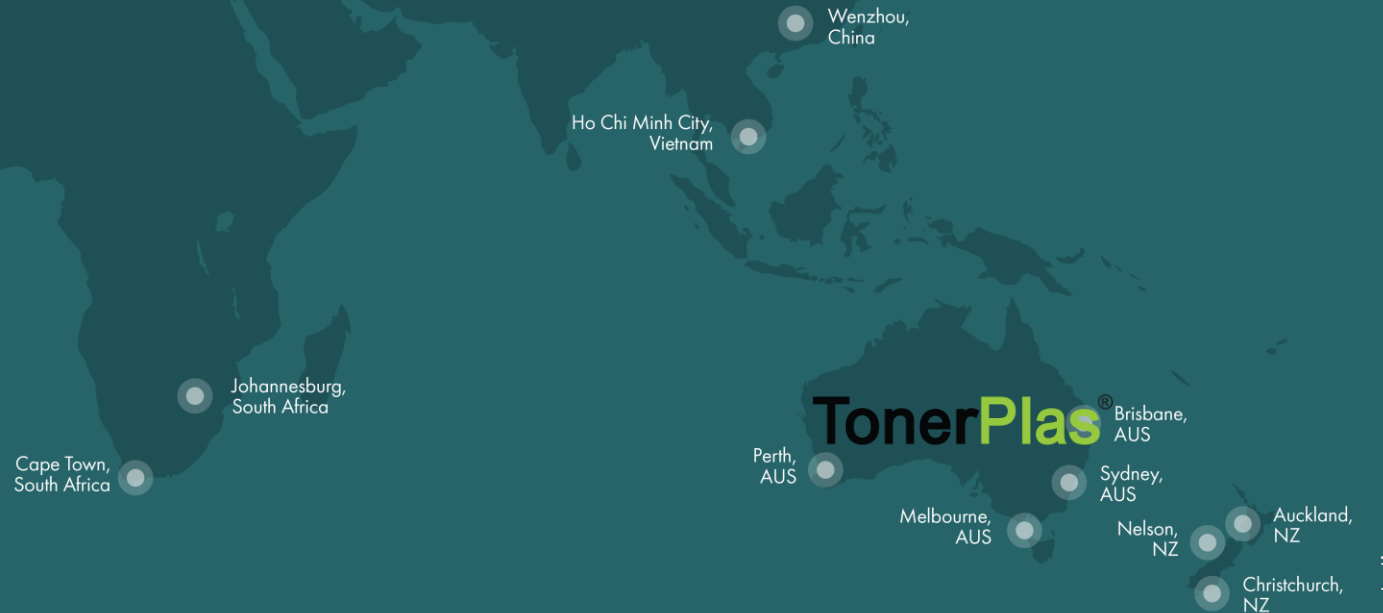 Wenzhou,
China
Ho Chi Minh City,
Vietnam
Johannesburg,
South Africa
Cape Town,
South Africa
TonerPlas®
Brisbane,
AUS
Perth,
AUS
Sydney,
AUS
Melbourne,
AUS
Nelson,
NZ
Auckland,
NZ
Christchurch,
NZ